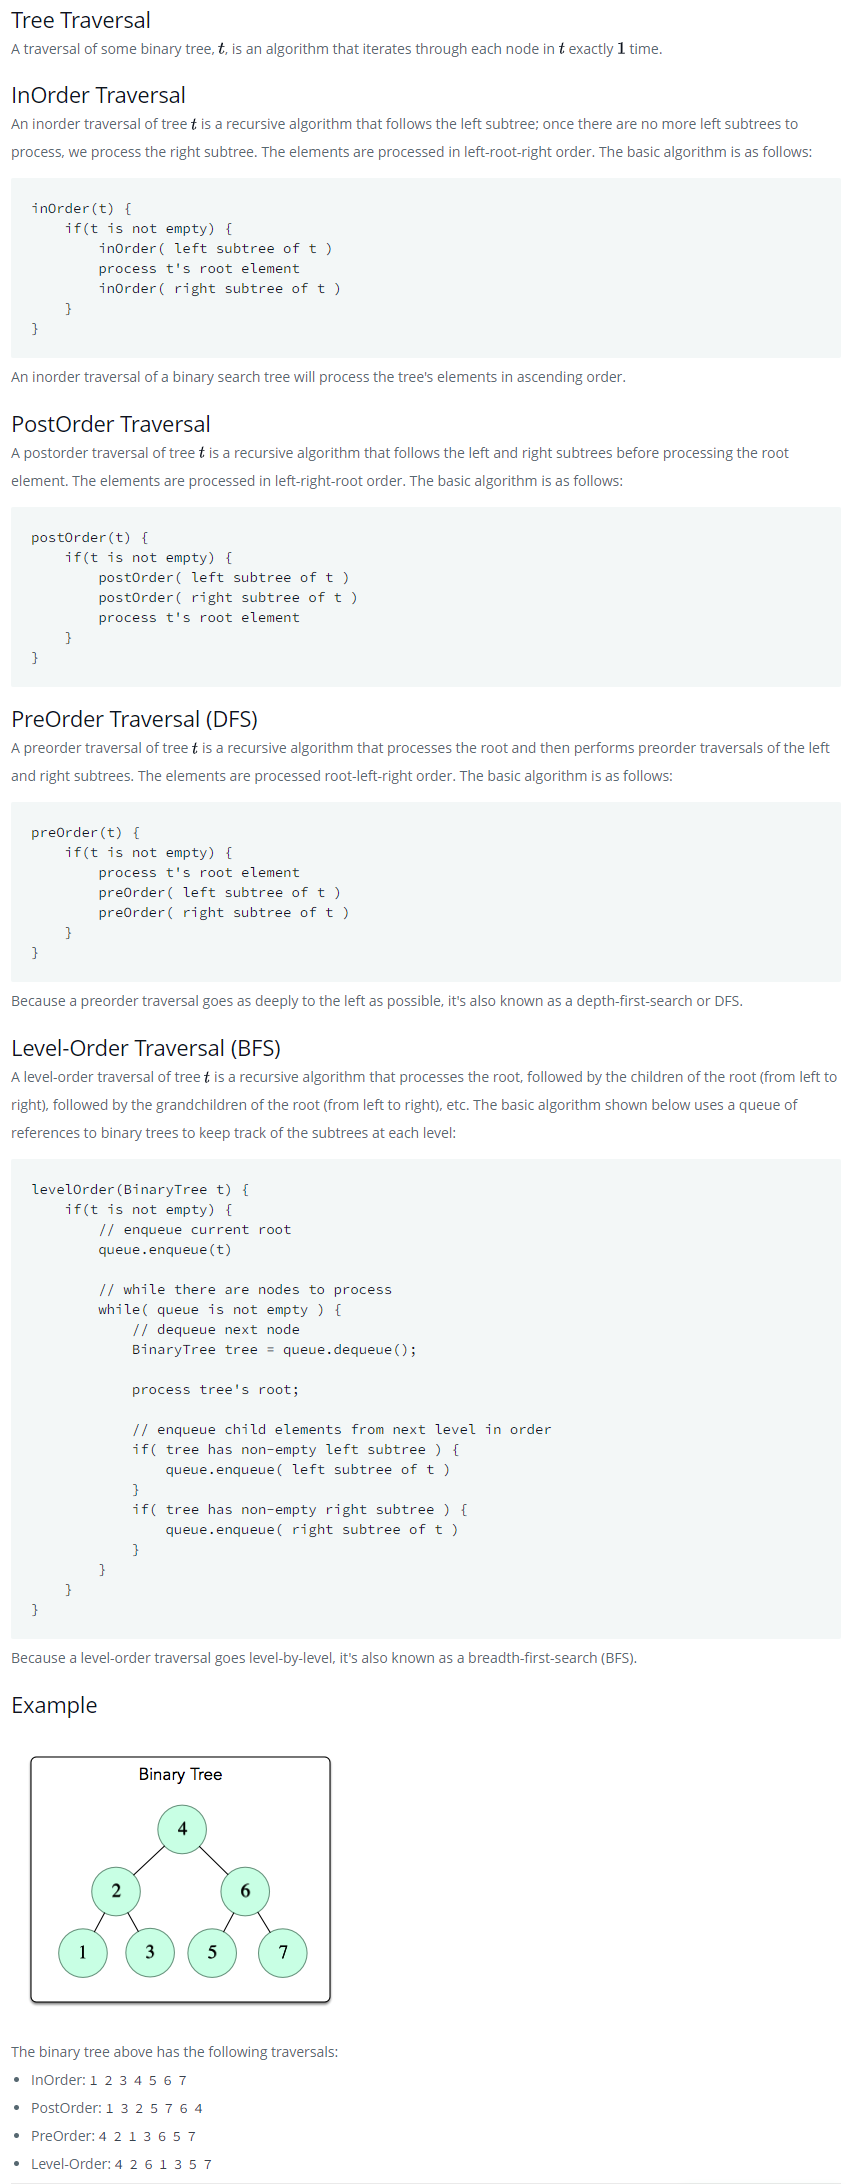 Tree Traversal
A traversal of some binary tree, t, is an algorithm that iterates through each node in t exactly 1 time.
InOrder Traversal
An inorder traversal of tree t is a recursive algorithm that follows the left subtree; once there are no more left subtrees to
process, we process the right subtree. The elements are processed in left-root-right order. The basic algorithm is as follows:
inOrder(t) {
    if(t is not empty) {
        inOrder( left subtree of t )
        process t's root element
        inOrder( right subtree of t )
    }
}
An inorder traversal of a binary search tree will process the tree's elements in ascending order.
PostOrder Traversal
A postorder traversal of tree t is a recursive algorithm that follows the left and right subtrees before processing the root
element. The elements are processed in left-right-root order. The basic algorithm is as follows:
postOrder(t) {
    if(t is not empty) {
        postOrder( left subtree of t )
        postOrder( right subtree of t )
        process t's root element
    }
}
PreOrder Traversal (DFS)
A preorder traversal of tree t is a recursive algorithm that processes the root and then performs preorder traversals of the left
and right subtrees. The elements are processed root-left-right order. The basic algorithm is as follows:
preOrder(t) {
    if(t is not empty) {
        process t's root element
        preOrder( left subtree of t )
        preOrder( right subtree of t )
    }
}
Because a preorder traversal goes as deeply to the left as possible, it's also known as a depth-first-search or DFS.
Level-Order Traversal (BFS)
A level-order traversal of tree t is a recursive algorithm that processes the root, followed by the children of the root (from left to
right), followed by the grandchildren of the root (from left to right), etc. The basic algorithm shown below uses a queue of
references to binary trees to keep track of the subtrees at each level:
levelOrder(BinaryTree t) {
    if(t is not empty) {
        // enqueue current root
        queue.enqueue(t)
        // while there are nodes to process
        while( queue is not empty ) {
            // dequeue next node
            BinaryTree tree = queue.dequeue();
            process tree's root;
            // enqueue child elements from next level in order
            if( tree has non-empty left subtree ) {
                queue.enqueue( left subtree of t )
            }
            if( tree has non-empty right subtree ) {
                queue.enqueue( right subtree of t )
            }
        }
    }
}
Because a level-order traversal goes level-by-level, it's also known as a breadth-first-search (BFS).
Example
Binary Tree
4
2 6
1 3 5 7
The binary tree above has the following traversals:
• InOrder: 1 2 3 4 5 6 7
• PostOrder: 1 3 2 5 7 6 4
• PreOrder: 4 2 1 3 6 5 7
• Level-Order: 4 2 6 1 3 5 7